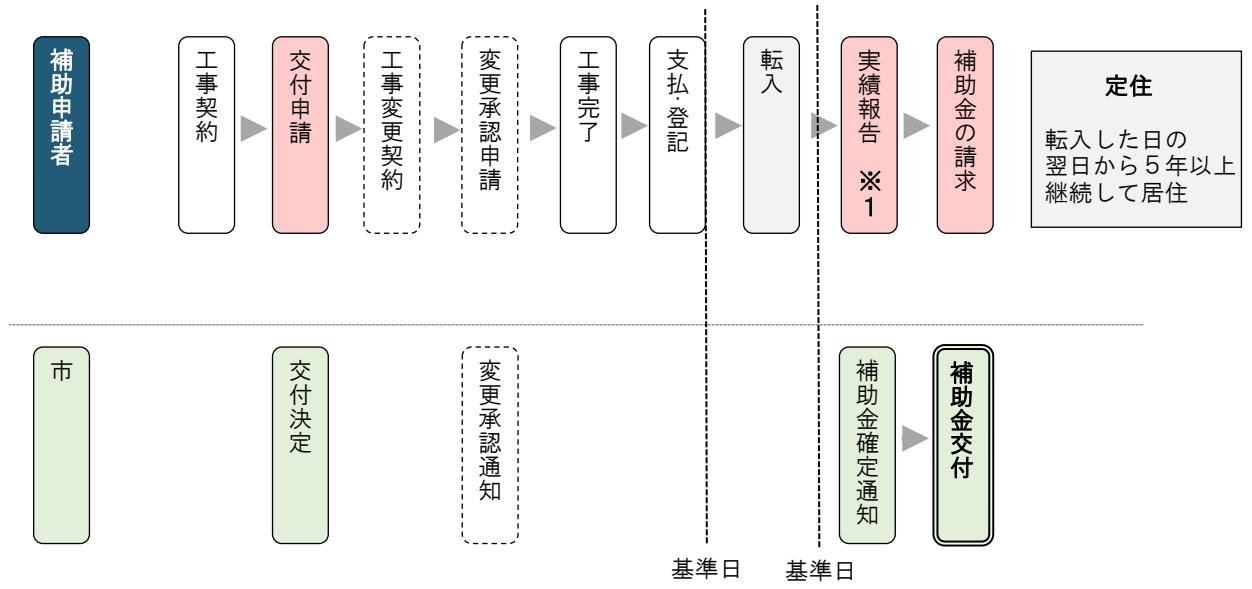 補助申請者
工事契約
交付申請
工事変更契約
変更承認申請
工事完了
支払・登記
転入
実績報告 ※1
補助金の請求
定住
転入した日の
翌日から５年以上
継続して居住
市
交付決定
変更承認通知
補助金確定通知
補助金交付
基準日
基準日